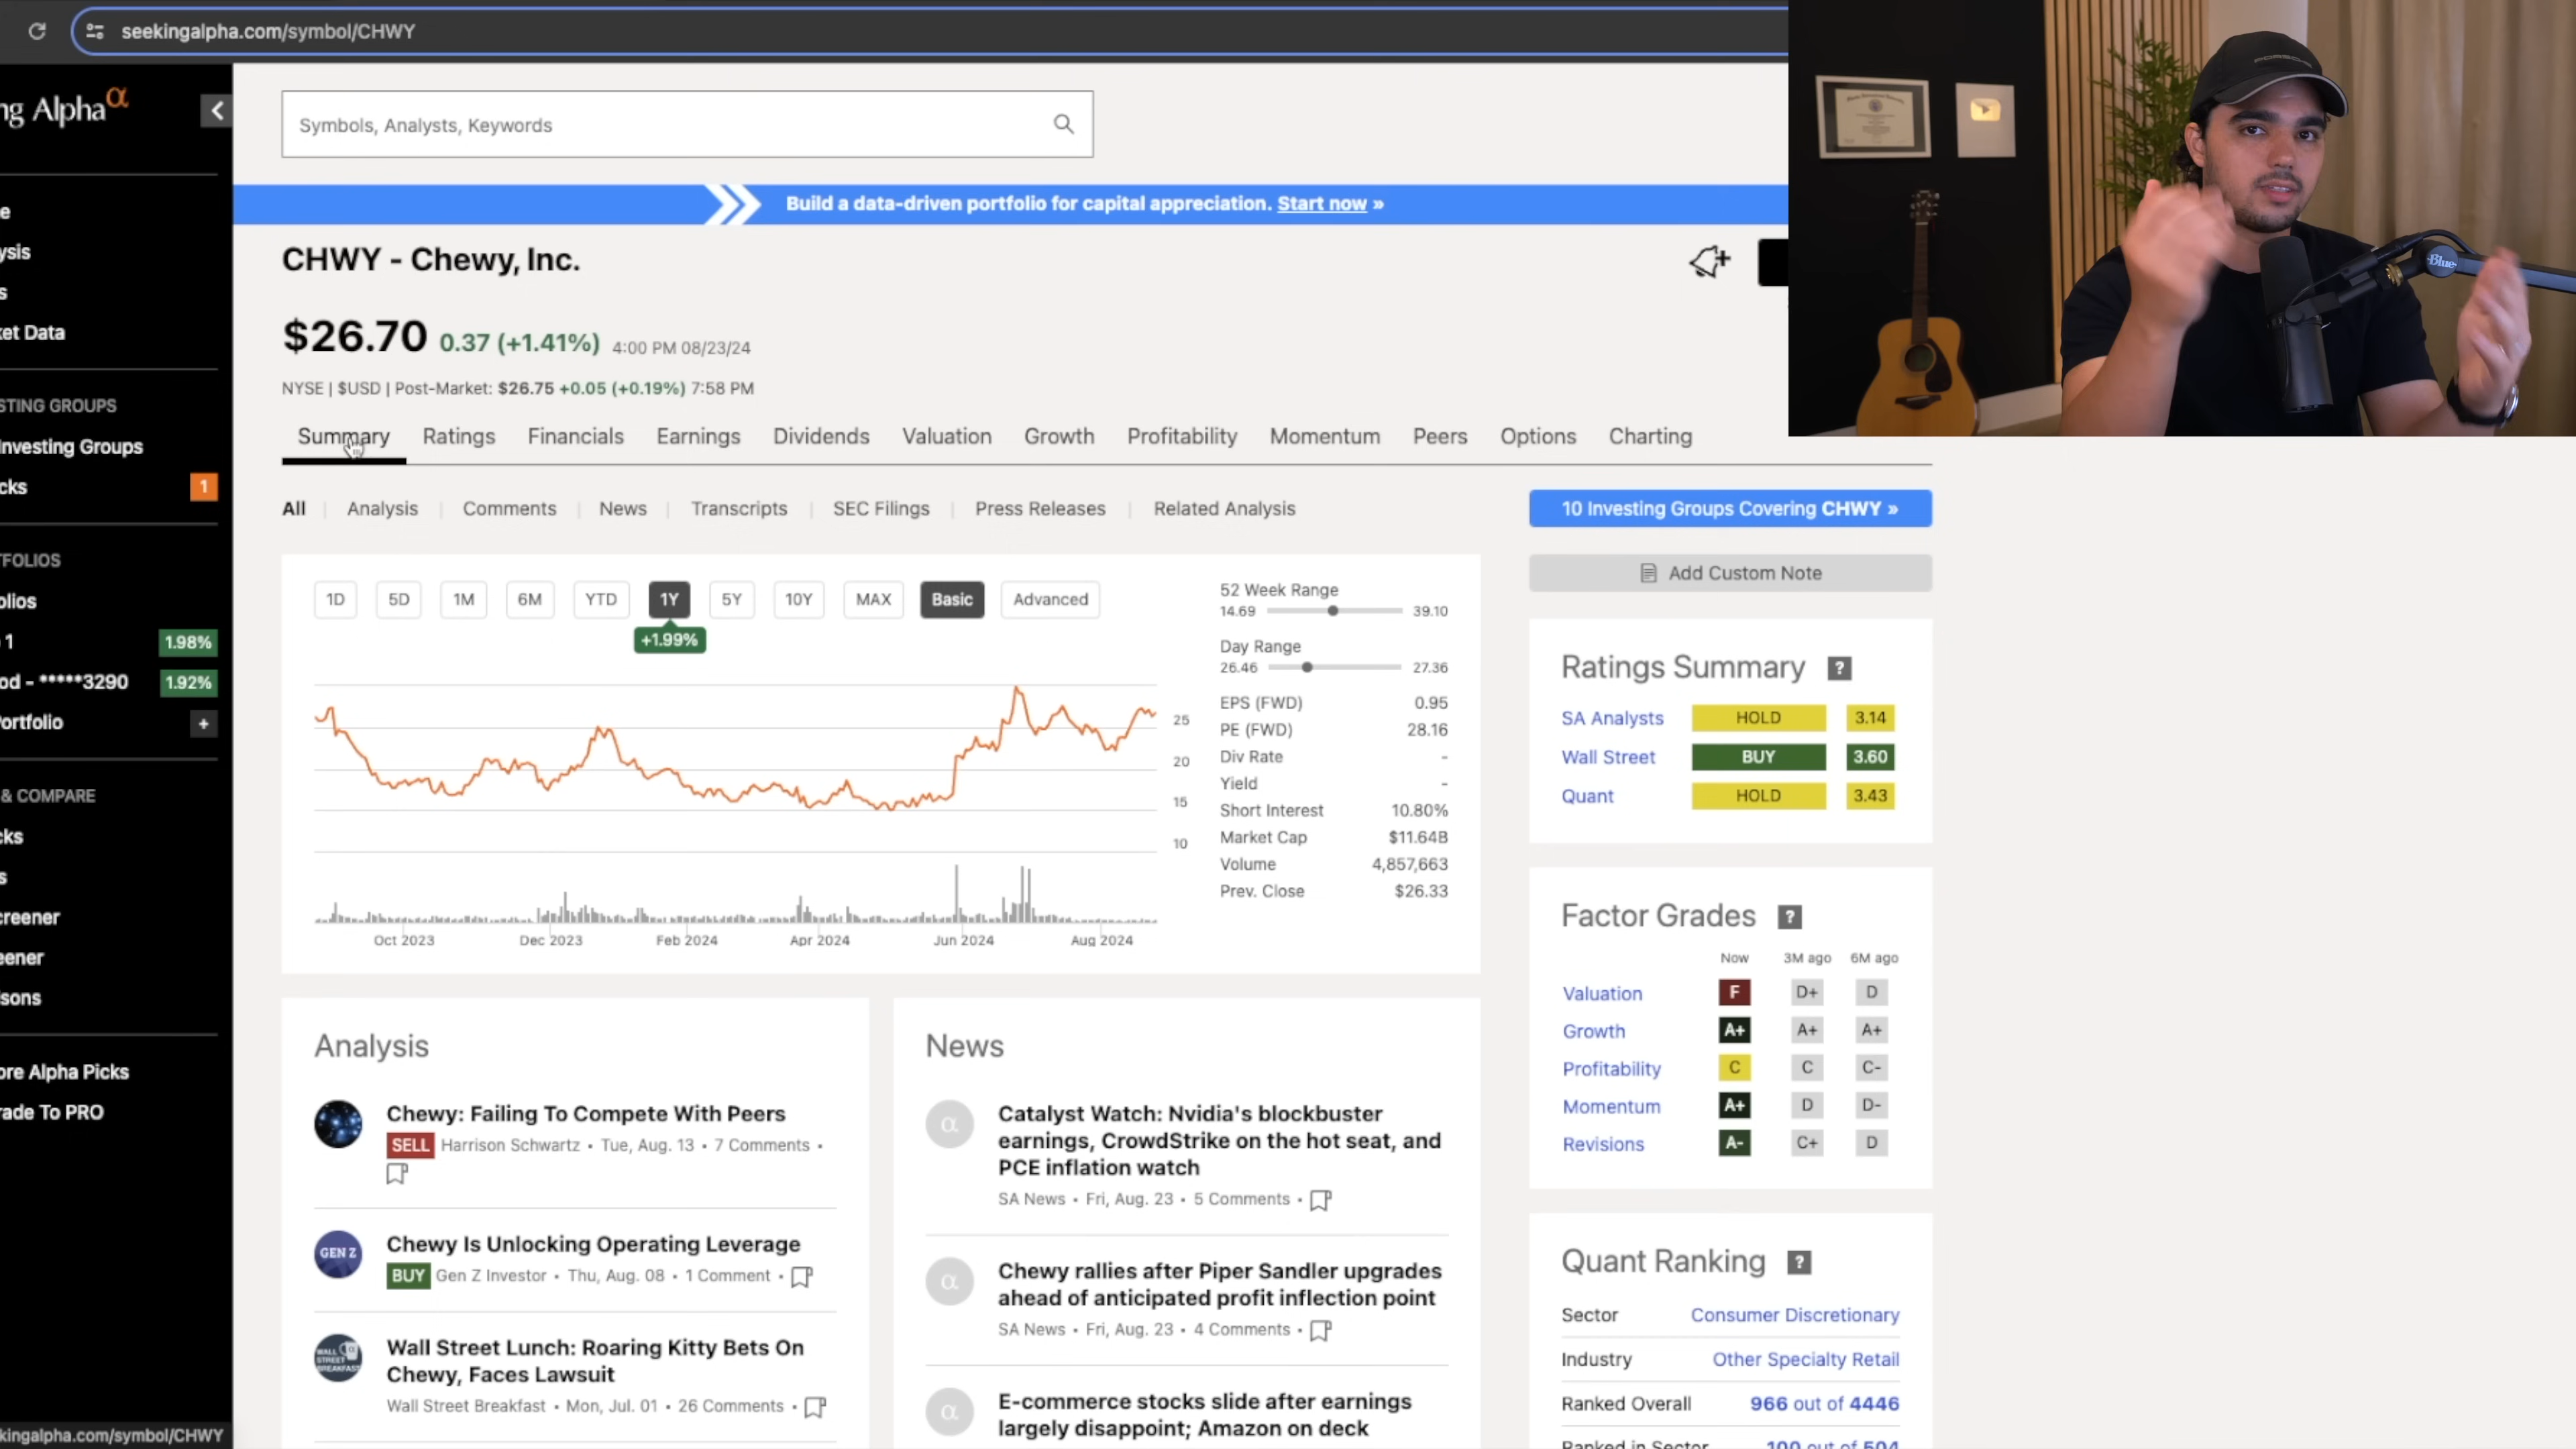 seekingalpha.com/symbol/CHWY
ng Alpha α
e
ysis
s
ket Data
STING GROUPS
Investing Groups
cks 1
FOLIOS
olios
1 1.98%
od - *****3290 1.92%
ortfolio +
& COMPARE
cks
s
creener
eener
isons
ore Alpha Picks
rade To PRO
kingalpha.com/symbol/CHWY
Symbols, Analysts, Keywords
Build a data-driven portfolio for capital appreciation. Start now »
PORSCHE
Blue
CHWY - Chewy, Inc.
$26.70 0.37 (+1.41%) 4:00 PM 08/23/24
NYSE | $USD | Post-Market: $26.75 +0.05 (+0.19%) 7:58 PM
Summary Ratings Financials Earnings Dividends Valuation Growth Profitability Momentum Peers Options Charting
All | Analysis | Comments | News | Transcripts | SEC Filings | Press Releases | Related Analysis
1D 5D 1M 6M YTD 1Y 5Y 10Y MAX Basic Advanced
+1.99%
25
20
15
10
Oct 2023 Dec 2023 Feb 2024 Apr 2024 Jun 2024 Aug 2024
52 Week Range
14.69 39.10
Day Range
26.46 27.36
EPS (FWD) 0.95
PE (FWD) 28.16
Div Rate -
Yield -
Short Interest 10.80%
Market Cap $11.64B
Volume 4,857,663
Prev. Close $26.33
Analysis
Chewy: Failing To Compete With Peers
SELL Harrison Schwartz • Tue, Aug. 13 • 7 Comments •
GEN Z
Chewy Is Unlocking Operating Leverage
BUY Gen Z Investor • Thu, Aug. 08 • 1 Comment •
WALL STREET BREAKFAST
Wall Street Lunch: Roaring Kitty Bets On
Chewy, Faces Lawsuit
Wall Street Breakfast • Mon, Jul. 01 • 26 Comments •
News
α
Catalyst Watch: Nvidia's blockbuster
earnings, CrowdStrike on the hot seat, and
PCE inflation watch
SA News • Fri, Aug. 23 • 5 Comments •
α
Chewy rallies after Piper Sandler upgrades
ahead of anticipated profit inflection point
SA News • Fri, Aug. 23 • 4 Comments •
α
E-commerce stocks slide after earnings
largely disappoint; Amazon on deck
10 Investing Groups Covering CHWY »
Add Custom Note
Ratings Summary ?
SA Analysts HOLD 3.14
Wall Street BUY 3.60
Quant HOLD 3.43
Factor Grades ?
Now 3M ago 6M ago
Valuation F D+ D
Growth A+ A+ A+
Profitability C C C-
Momentum A+ D D-
Revisions A- C+ D
Quant Ranking ?
Sector Consumer Discretionary
Industry Other Specialty Retail
Ranked Overall 966 out of 4446
Ranked in Sector 100 out of 504